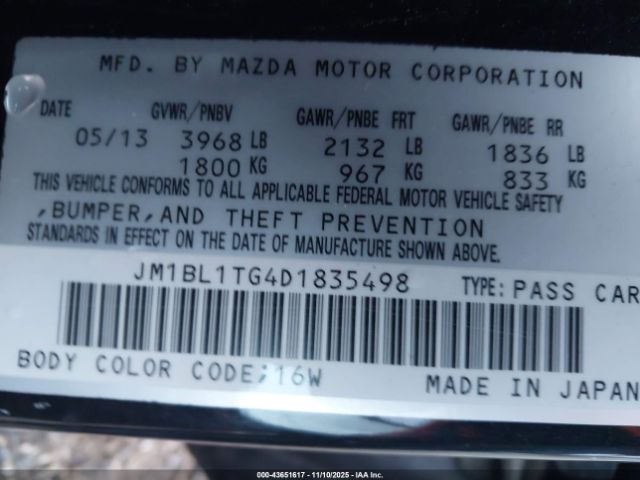 MFD. BY MAZDA MOTOR CORPORATION
DATE GVWR/PNBV GAWR/PNBE FRT GAWR/PNBE RR
05/13 3968 LB 2132 LB 1836 LB
1800 KG 967 KG 833 KG
THIS VEHICLE CONFORMS TO ALL APPLICABLE FEDERAL MOTOR VEHICLE SAFETY
,BUMPER,AND THEFT PREVENTION
STANDARDS IN EFFECT ON THE DATE OF MANUFACTURE SHOWN ABOVE.
JM1BL1TG4D1835498 TYPE: PASS CAR
BODY COLOR CODE;16W MADE IN JAPAN
000-43651617 - 11/10/2025 - iaai.com